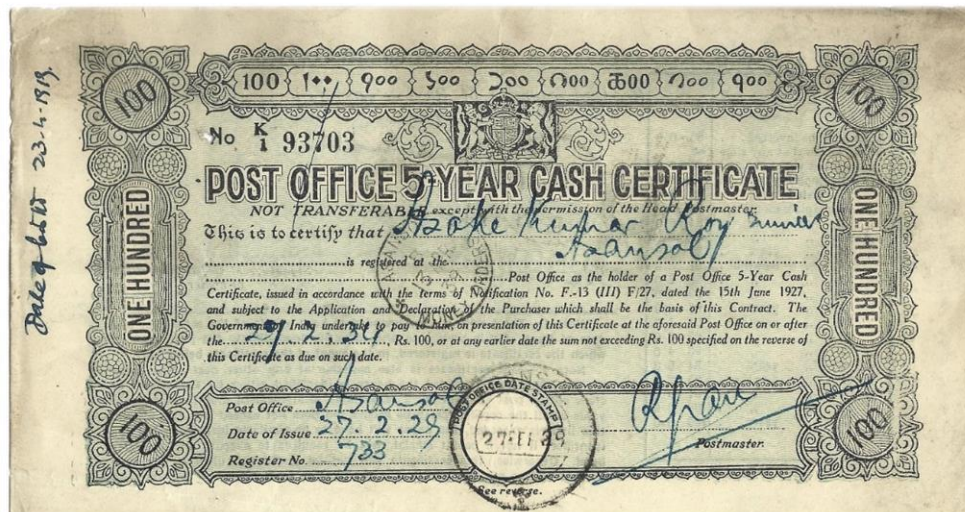 Date of birth 23-4-1919.
100 १०० ১০০ 100
100
No. K/1 93703
POST OFFICE 5-YEAR CASH CERTIFICATE
NOT TRANSFERABLE except with the permission of the Head Postmaster.
This is to certify that Asoke Kumar Roy minor
Asansol
is registered at the
Post Office as the holder of a Post Office 5-Year Cash
Certificate, issued in accordance with the terms of Notification No. F.-13 (III) F/27, dated the 15th June 1927,
and subject to the Application and Declaration of the Purchaser which shall be the basis of this Contract. The
Government of India undertake to pay to him, on presentation of this Certificate at the aforesaid Post Office on or after
the 27.2.34, Rs. 100, or at any earlier date the sum not exceeding Rs. 100 specified on the reverse of
this Certificate as due on such date.
ONE HUNDRED
ONE HUNDRED
Post Office Asansol
Date of Issue 27.2.29
Register No. 733
POST OFFICE DATE STAMP
27 FE 29
Postmaster.
100
100
See reverse.